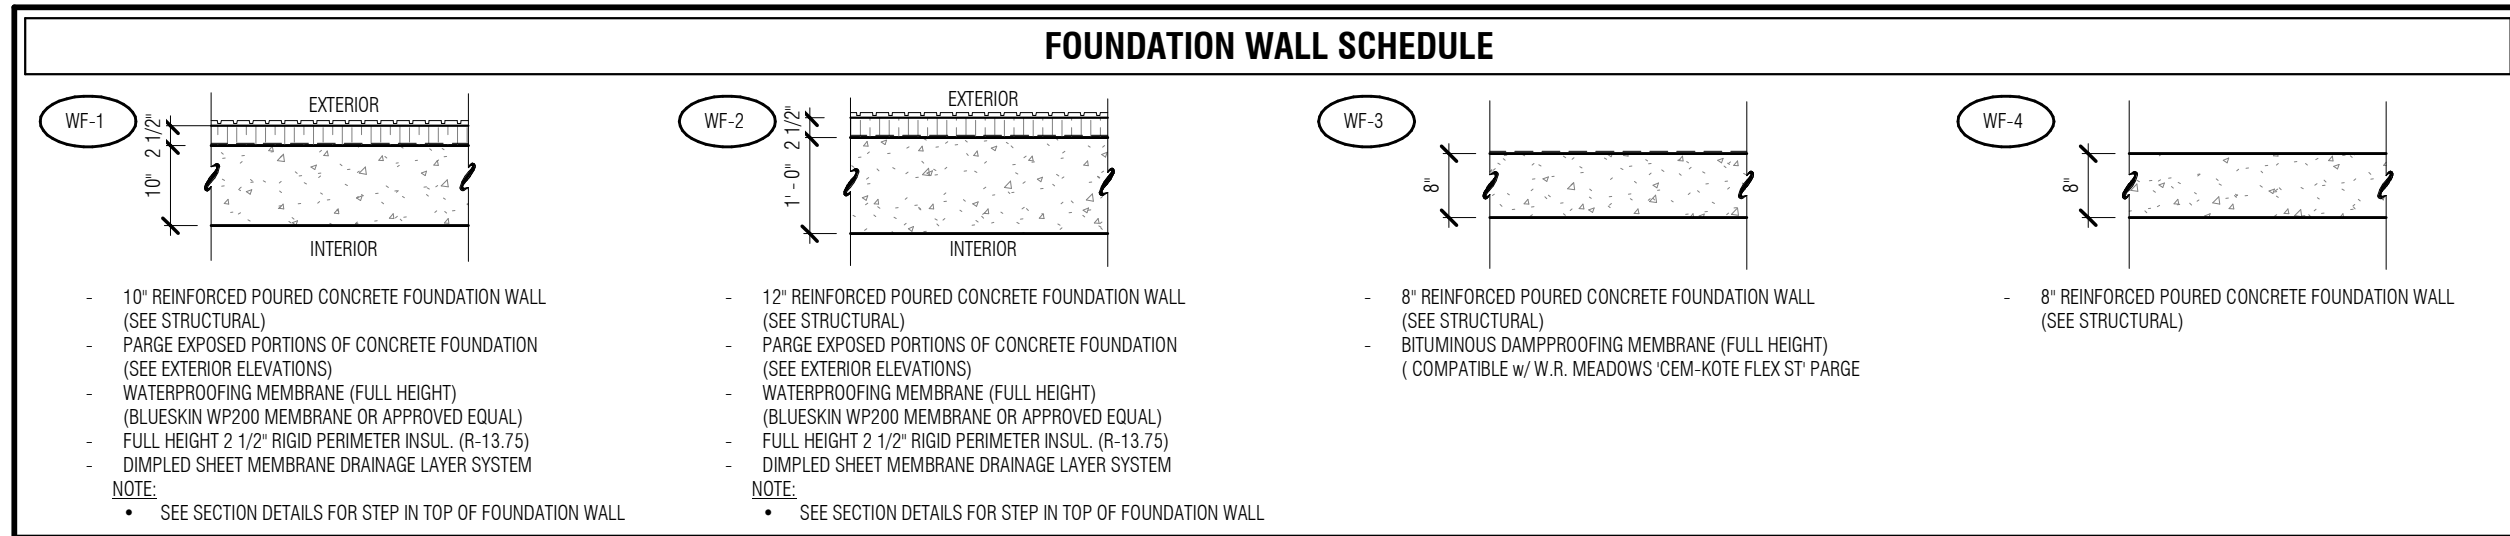 FOUNDATION WALL SCHEDULE
WF-1
EXTERIOR
2 1/2"
10"
INTERIOR
- 10" REINFORCED POURED CONCRETE FOUNDATION WALL
(SEE STRUCTURAL)
- PARGE EXPOSED PORTIONS OF CONCRETE FOUNDATION
(SEE EXTERIOR ELEVATIONS)
- WATERPROOFING MEMBRANE (FULL HEIGHT)
(BLUESKIN WP200 MEMBRANE OR APPROVED EQUAL)
- FULL HEIGHT 2 1/2" RIGID PERIMETER INSUL. (R-13.75)
- DIMPLED SHEET MEMBRANE DRAINAGE LAYER SYSTEM
NOTE:
• SEE SECTION DETAILS FOR STEP IN TOP OF FOUNDATION WALL
WF-2
EXTERIOR
2 1/2"
1' - 0"
INTERIOR
- 12" REINFORCED POURED CONCRETE FOUNDATION WALL
(SEE STRUCTURAL)
- PARGE EXPOSED PORTIONS OF CONCRETE FOUNDATION
(SEE EXTERIOR ELEVATIONS)
- WATERPROOFING MEMBRANE (FULL HEIGHT)
(BLUESKIN WP200 MEMBRANE OR APPROVED EQUAL)
- FULL HEIGHT 2 1/2" RIGID PERIMETER INSUL. (R-13.75)
- DIMPLED SHEET MEMBRANE DRAINAGE LAYER SYSTEM
NOTE:
• SEE SECTION DETAILS FOR STEP IN TOP OF FOUNDATION WALL
WF-3
8"
- 8" REINFORCED POURED CONCRETE FOUNDATION WALL
(SEE STRUCTURAL)
- BITUMINOUS DAMPPROOFING MEMBRANE (FULL HEIGHT)
( COMPATIBLE w/ W.R. MEADOWS 'CEM-KOTE FLEX ST' PARGE
WF-4
8"
- 8" REINFORCED POURED CONCRETE FOUNDATION WALL
(SEE STRUCTURAL)